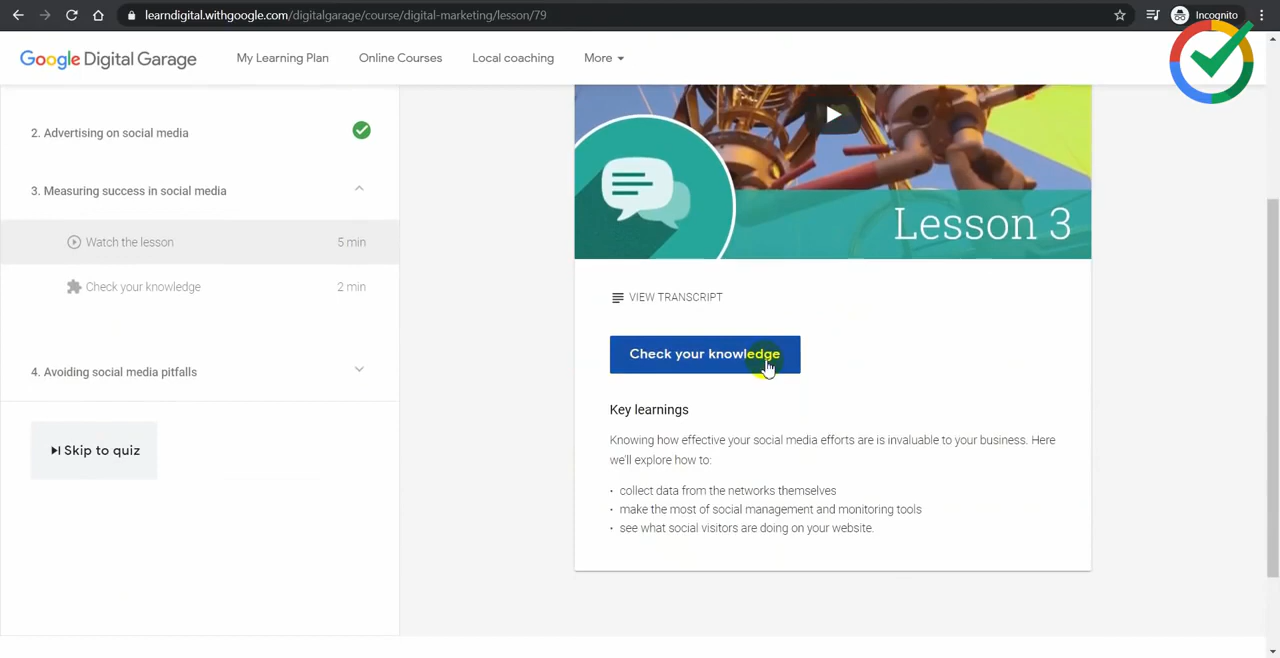 learndigital.withgoogle.com/digitalgarage/course/digital-marketing/lesson/79
Incognito
Google Digital Garage
My Learning Plan
Online Courses
Local coaching
More
2. Advertising on social media
3. Measuring success in social media
Watch the lesson
5 min
Check your knowledge
2 min
4. Avoiding social media pitfalls
Skip to quiz
Lesson 3
VIEW TRANSCRIPT
Check your knowledge
Key learnings
Knowing how effective your social media efforts are is invaluable to your business. Here
we'll explore how to:
• collect data from the networks themselves
• make the most of social management and monitoring tools
• see what social visitors are doing on your website.